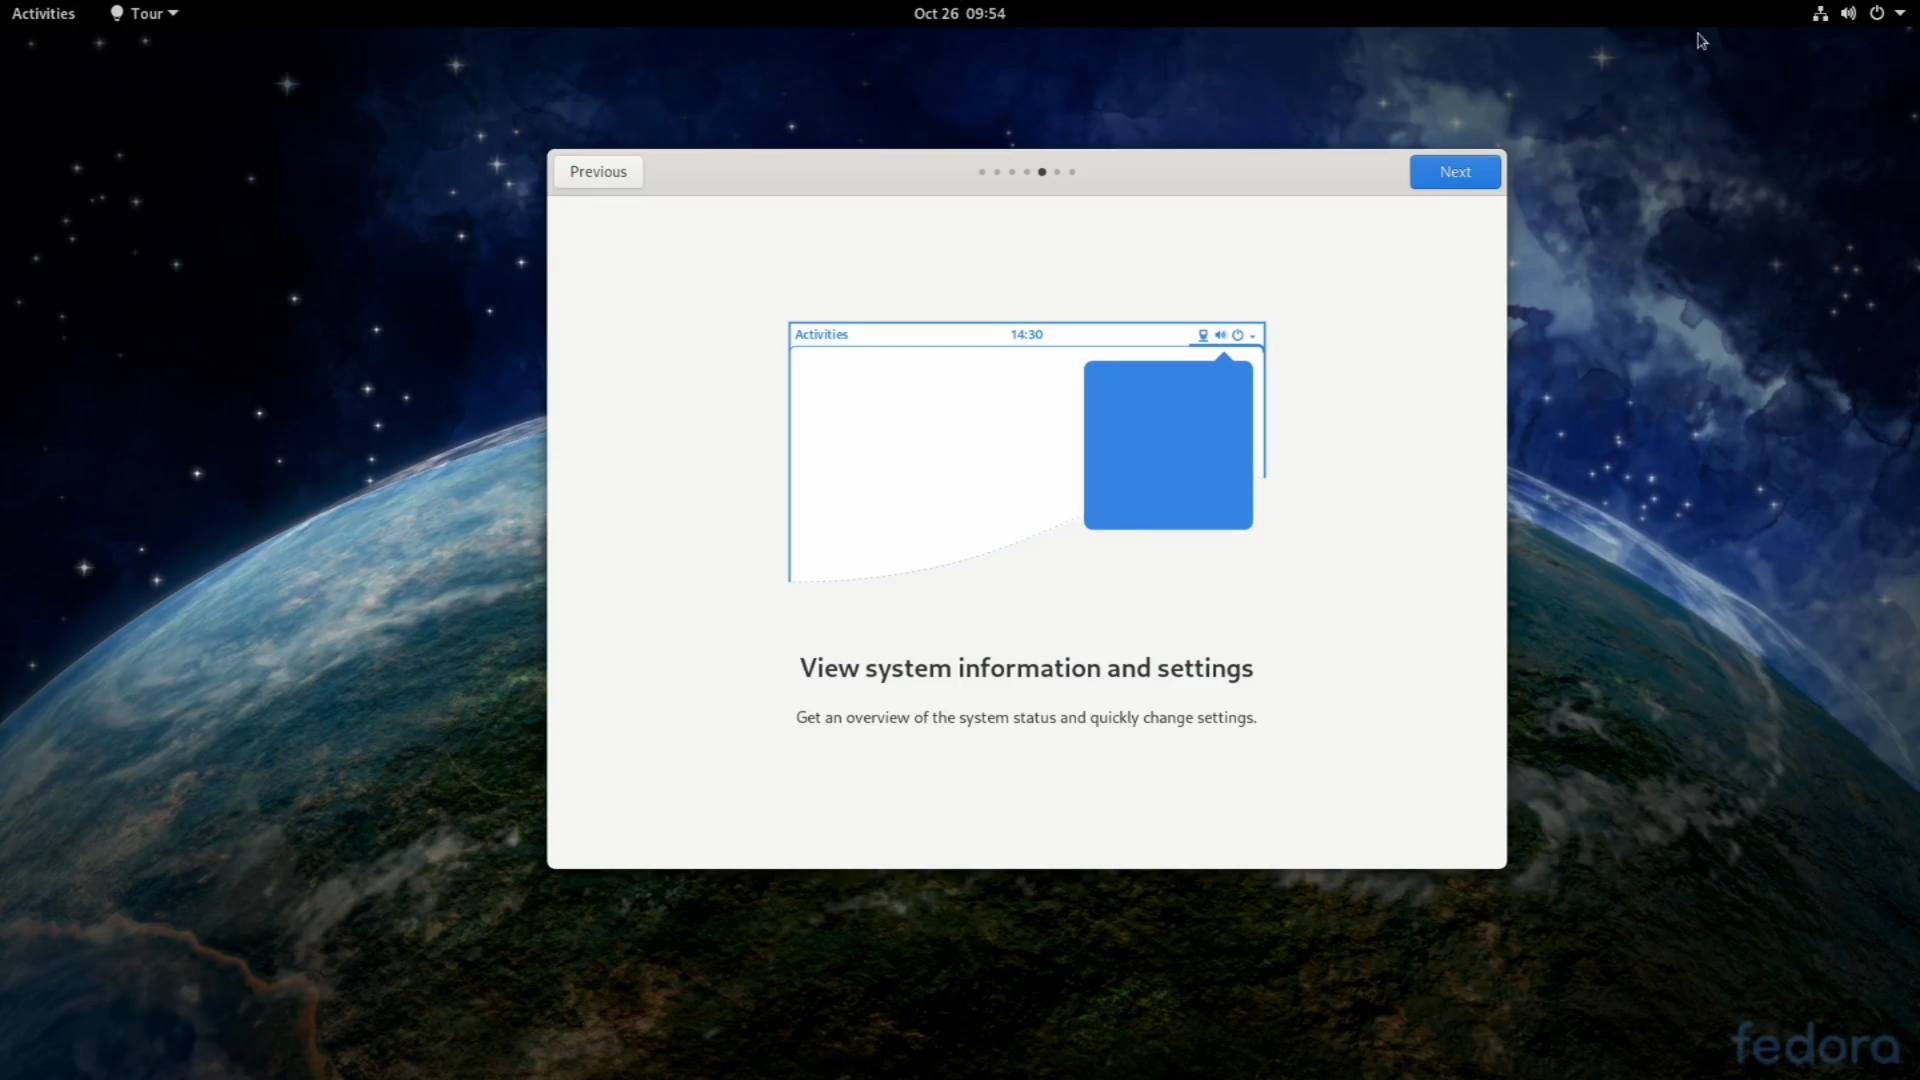 Activities Tour Oct 26 09:54
Previous Next
Activities 14:30
View system information and settings
Get an overview of the system status and quickly change settings.
fedora